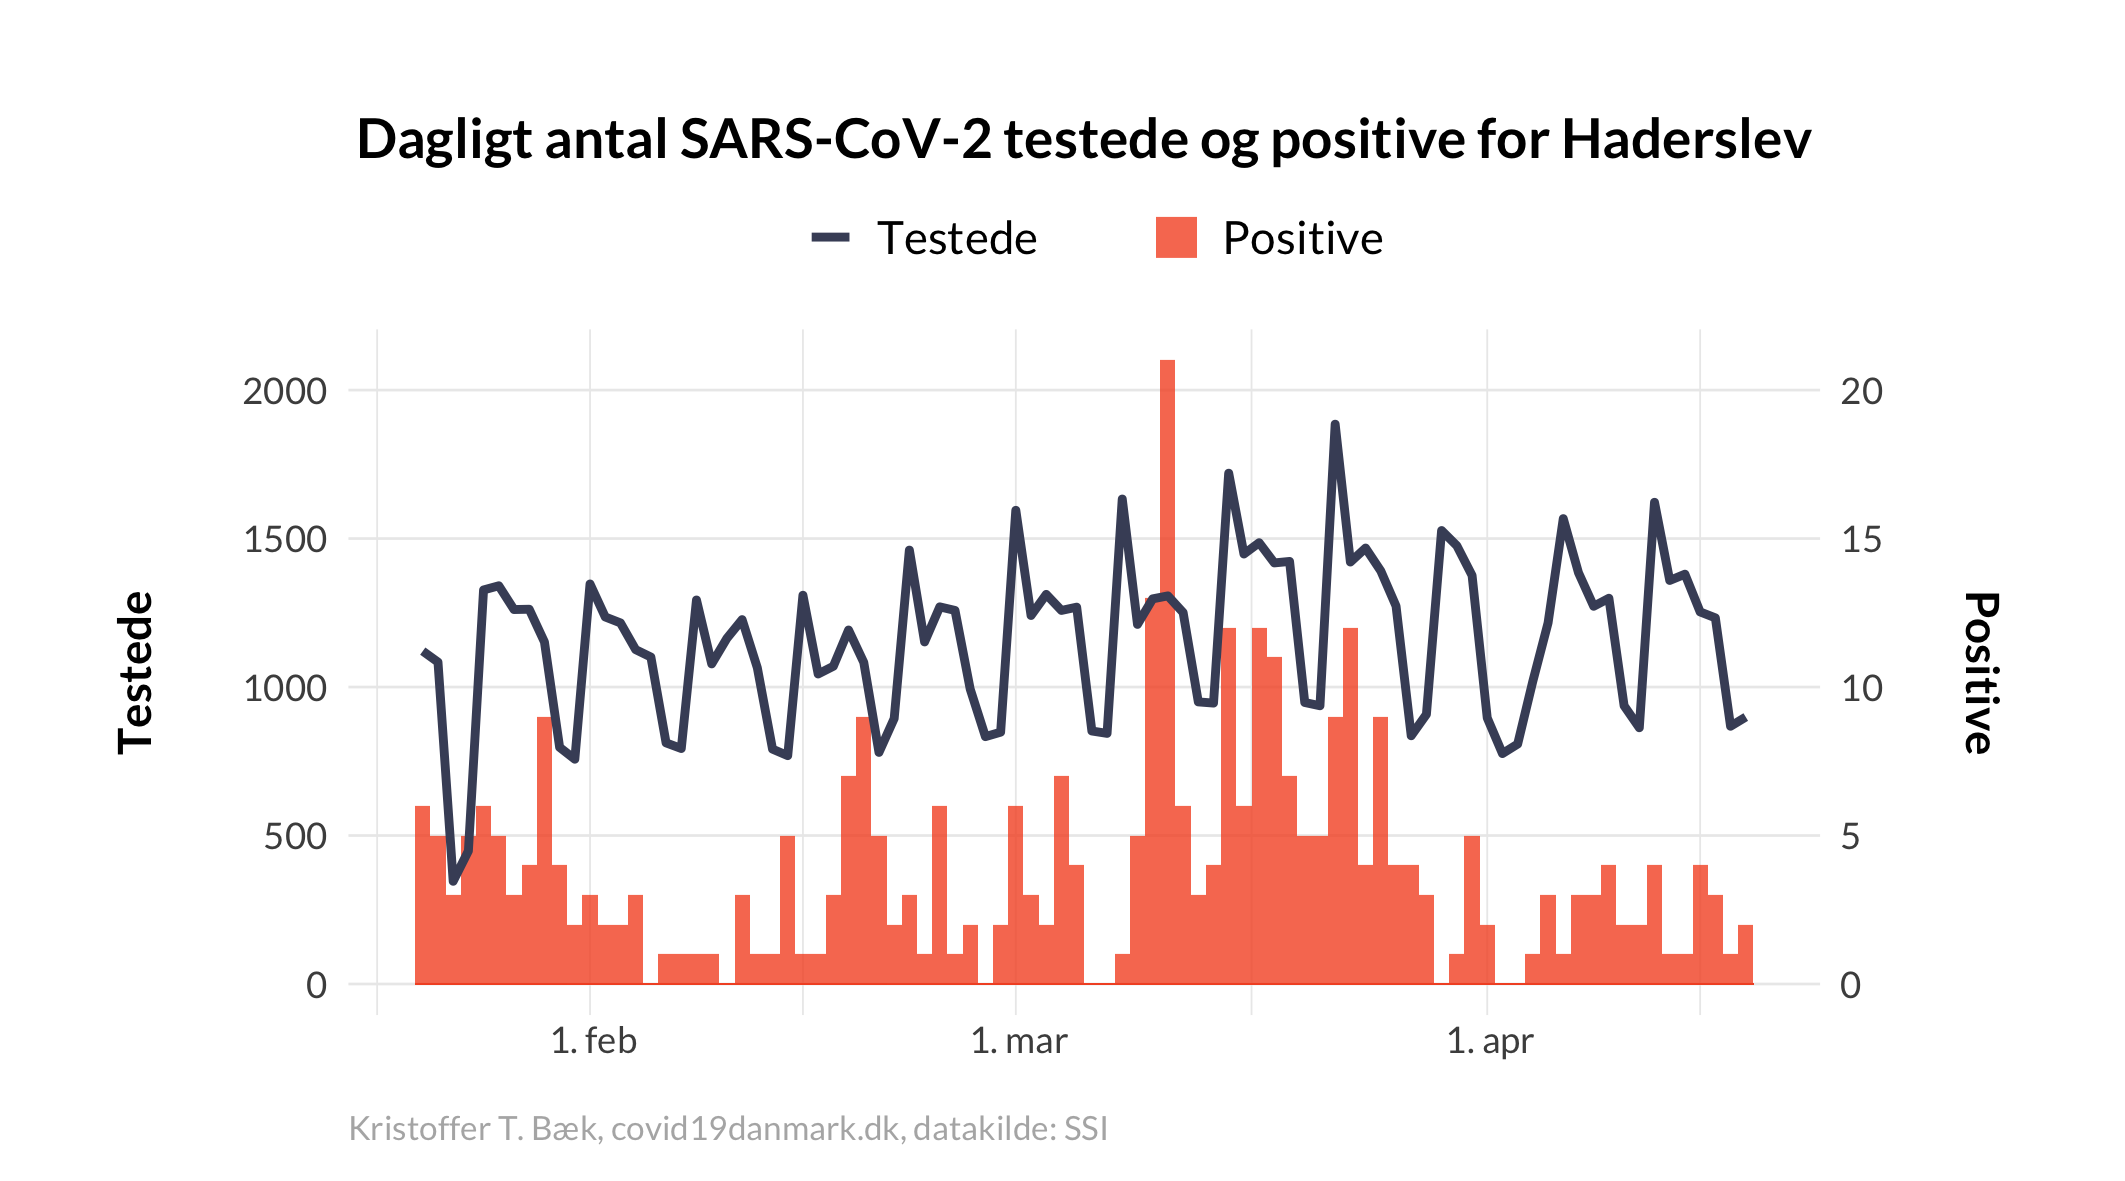 Dagligt antal SARS-CoV-2 testede og positive for Haderslev
Testede
Positive
2000
1500
1000
500
0
Testede
20
15
10
5
0
Positive
1. feb
1. mar
1. apr
Kristoffer T. Bæk, covid19danmark.dk, datakilde: SSI